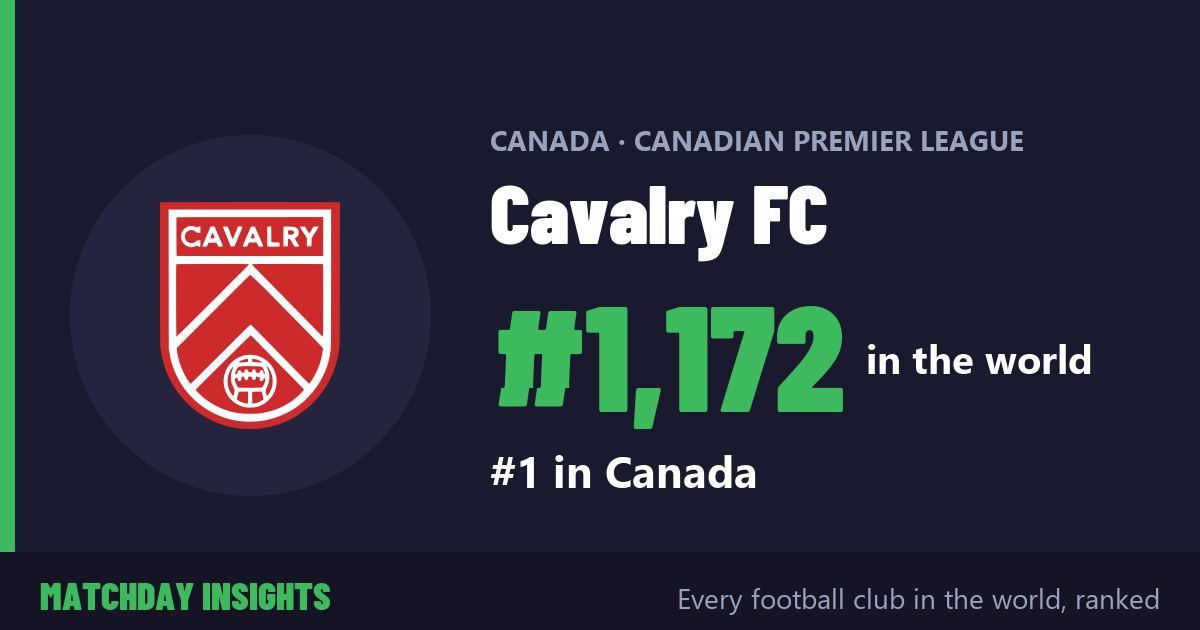 CANADA · CANADIAN PREMIER LEAGUE
Cavalry FC
CAVALRY
#1,172 in the world
#1 in Canada
MATCHDAY INSIGHTS
Every football club in the world, ranked